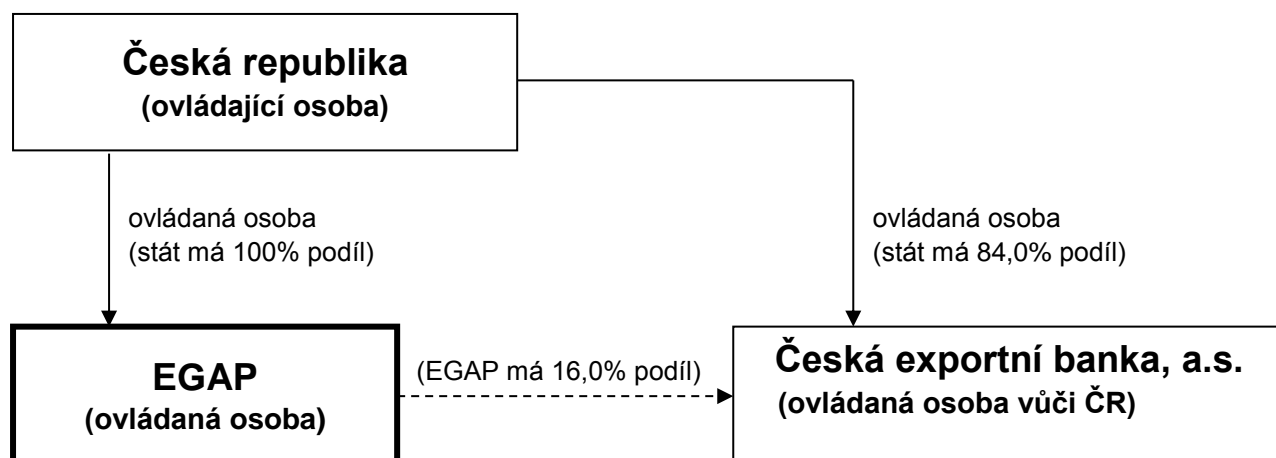 Česká republika
(ovládající osoba)
ovládaná osoba
(stát má 100% podíl)
ovládaná osoba
(stát má 84,0% podíl)
EGAP
(ovládaná osoba)
(EGAP má 16,0% podíl)
Česká exportní banka, a.s.
(ovládaná osoba vůči ČR)